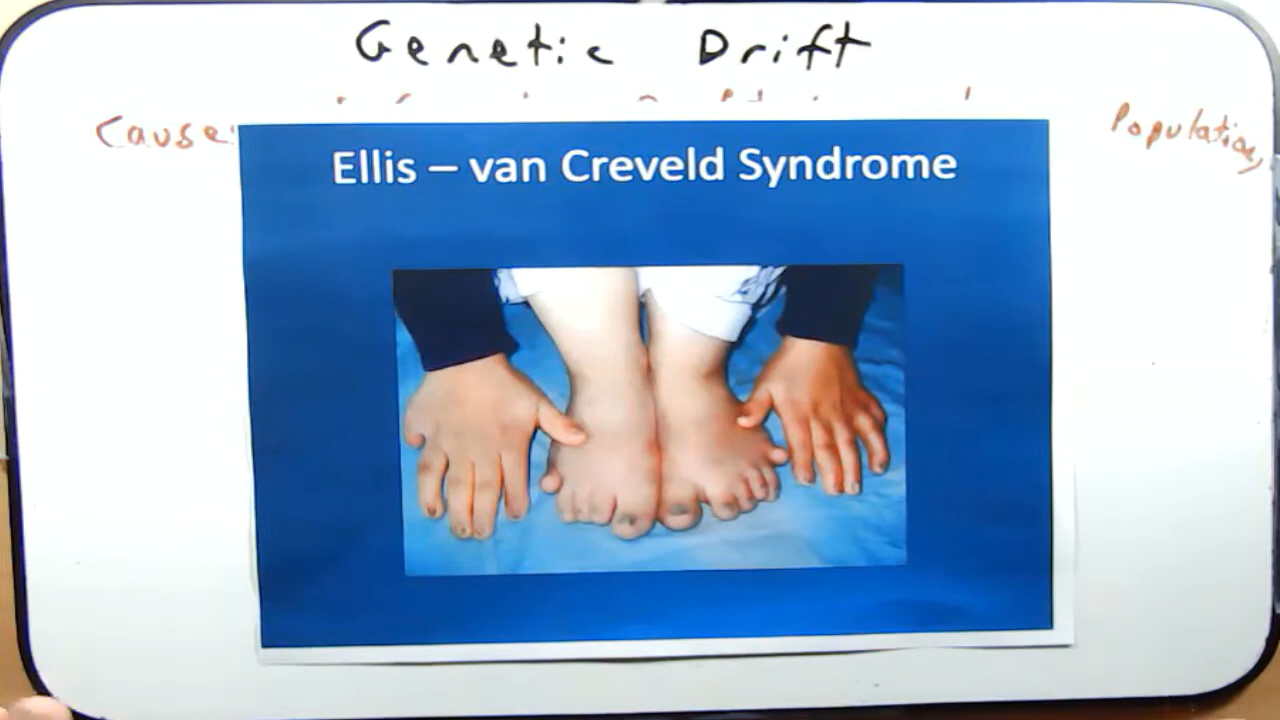 Genetic Drift
Cause Population
Ellis – van Creveld Syndrome